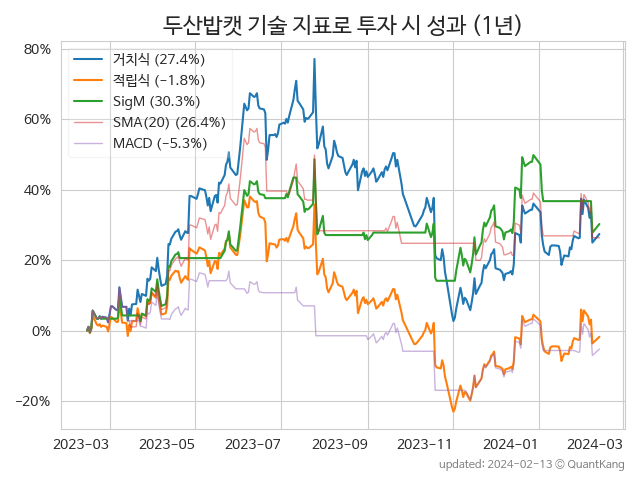 두산밥캣 기술 지표로 투자 시 성과 (1년)
80%
60%
40%
20%
0%
−20%
거치식 (27.4%)
적립식 (−1.8%)
SigM (30.3%)
SMA(20) (26.4%)
MACD (−5.3%)
2023-03
2023-05
2023-07
2023-09
2023-11
2024-01
2024-03
updated: 2024-02-13 © QuantKang